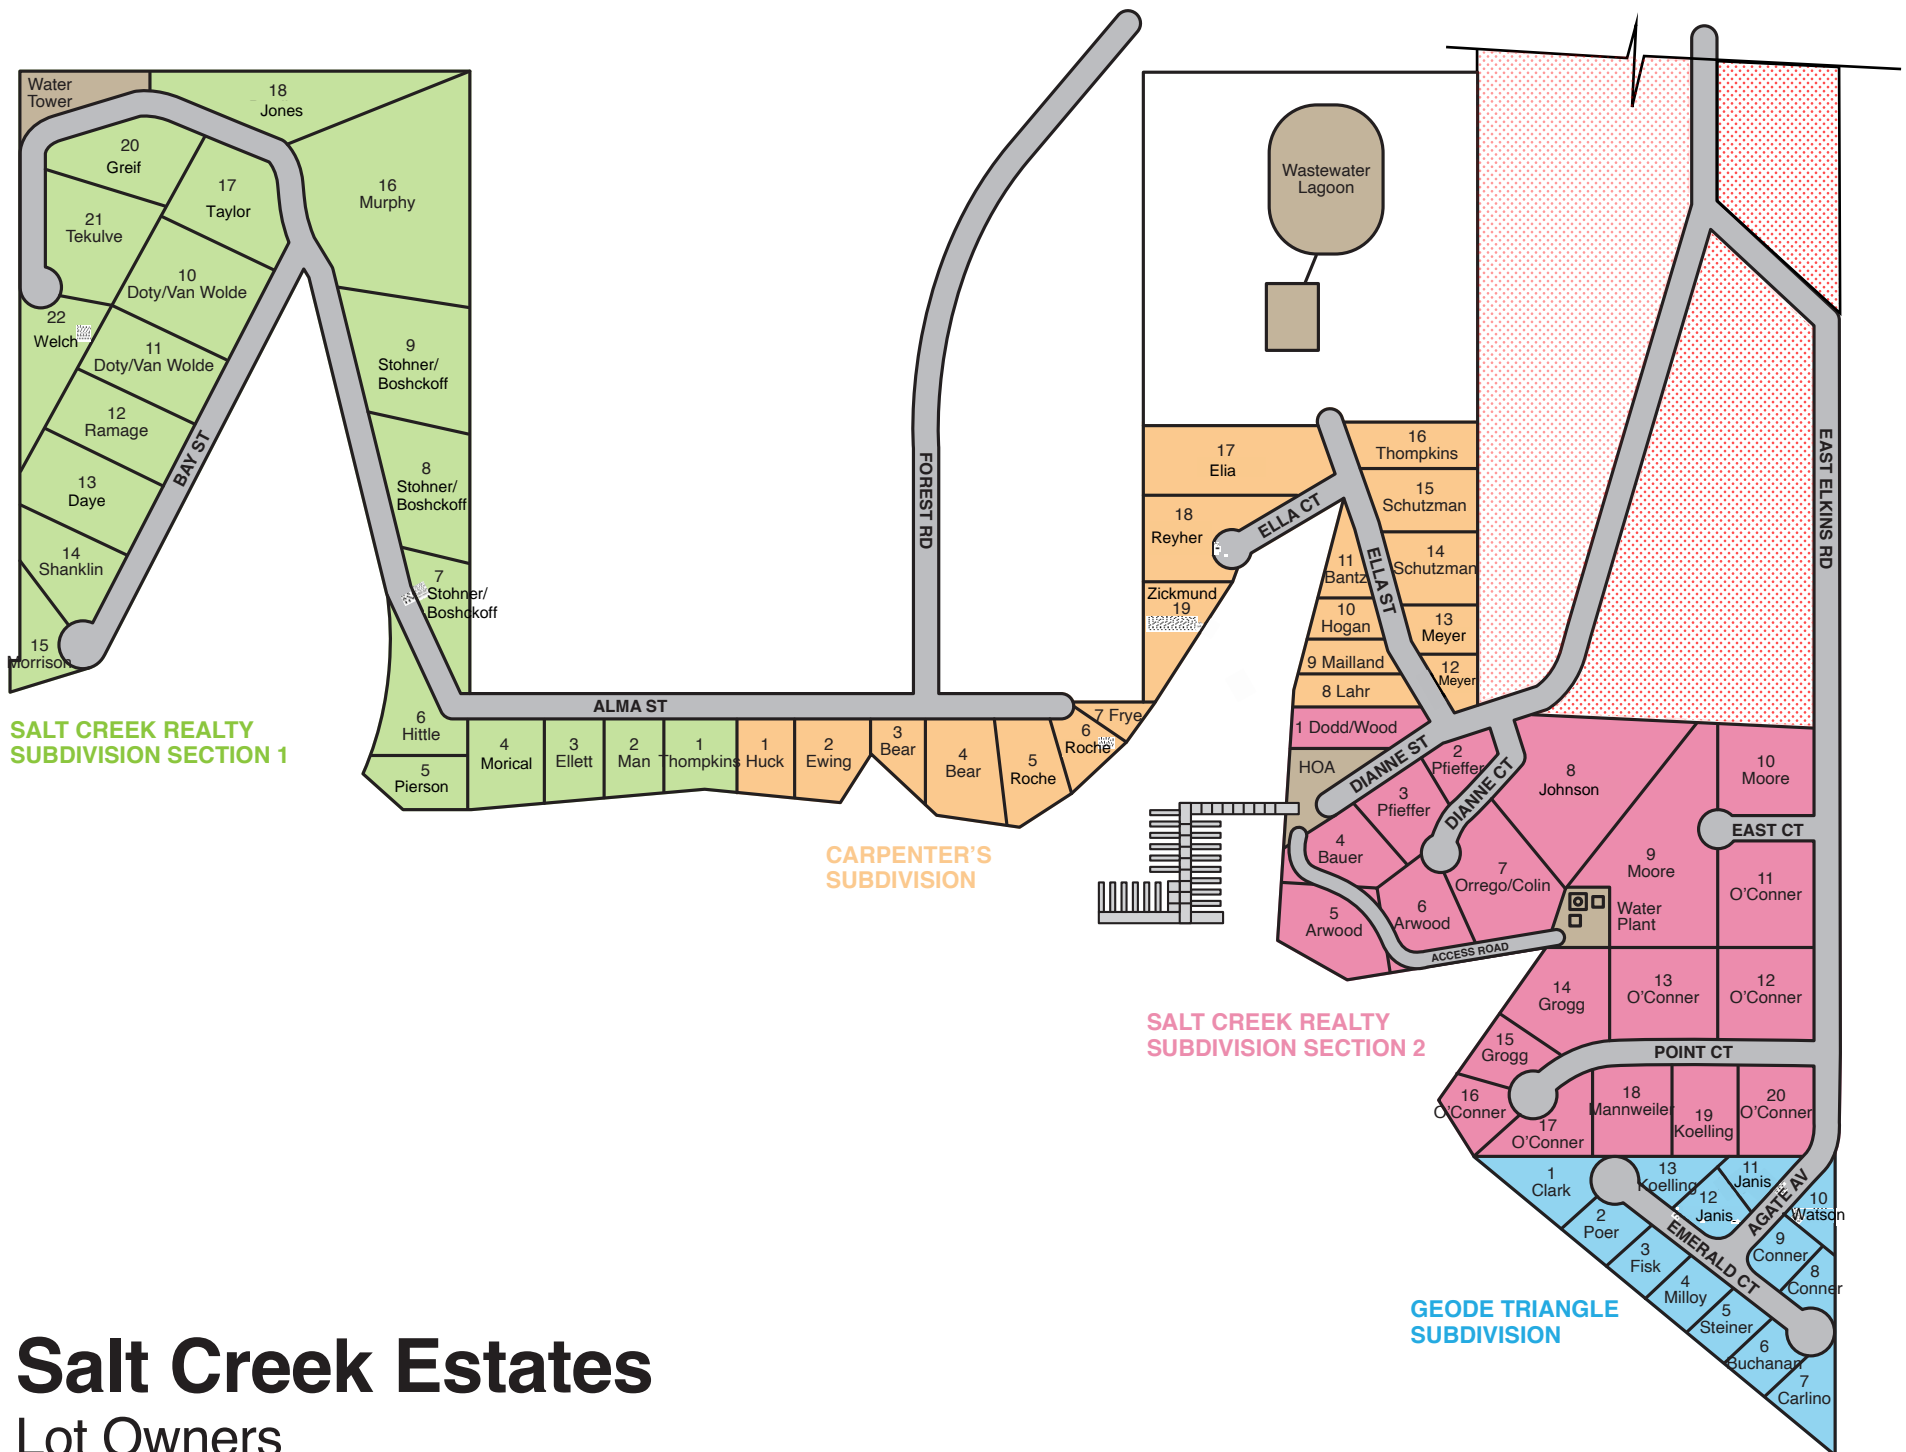 Water
Tower
18
Jones
20
Greif
17
Taylor
16
Murphy
21
Tekulve
10
Doty/Van Wolde
22
Welch
11
Doty/Van Wolde
9
Stohner/
Boshckoff
12
Ramage
BAY ST
8
Stohner/
Boshckoff
13
Daye
14
Shanklin
7
Stohner/
Boshckoff
15
Morrison
SALT CREEK REALTY
SUBDIVISION SECTION 1
6
Hittle
5
Pierson
ALMA ST
FOREST RD
4
Morical
3
Ellett
2
Man
1
Thompkins
1
Huck
2
Ewing
3
Bear
4
Bear
5
Roche
6
Roche
7 Frye
CARPENTER'S
SUBDIVISION
Wastewater
Lagoon
17
Elia
16
Thompkins
18
Reyher
ELLA CT
15
Schutzman
Zickmund
19
11
Bantz
ELLA ST
14
Schutzman
10
Hogan
13
Meyer
9 Mailland
12
Meyer
8 Lahr
1 Dodd/Wood
HOA
DIANNE ST
2
Pfieffer
3
Pfieffer
DIANNE CT
8
Johnson
10
Moore
EAST ELKINS RD
EAST CT
4
Bauer
7
Orrego/Colin
9
Moore
11
O'Conner
5
Arwood
6
Arwood
Water
Plant
ACCESS ROAD
SALT CREEK REALTY
SUBDIVISION SECTION 2
14
Grogg
13
O'Conner
12
O'Conner
15
Grogg
POINT CT
16
O'Conner
17
O'Conner
18
Mannweiler
19
Koelling
20
O'Conner
1
Clark
13
Koelling
11
Janis
12
Janis
AGATE AV
10
Watson
2
Poer
EMERALD CT
9
Conner
3
Fisk
8
Conner
4
Milloy
5
Steiner
6
Buchanan
7
Carlino
GEODE TRIANGLE
SUBDIVISION
Salt Creek Estates
Lot Owners